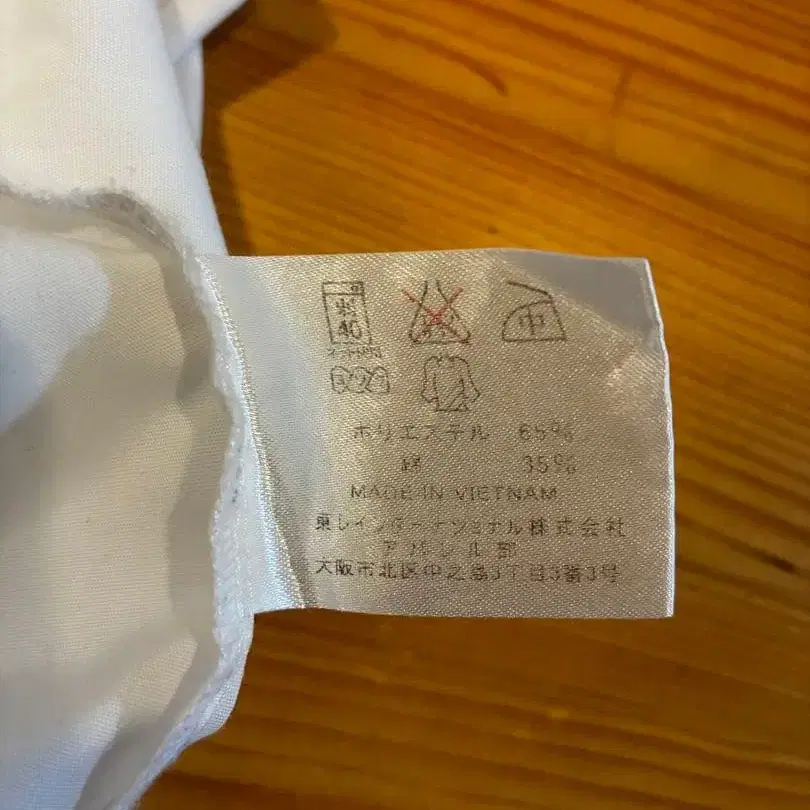 40
中
ポリエステル 65%
綿 35%
MADE IN VIETNAM
東レインターナショナル株式会社
アパレル部
大阪市北区中之島3丁目3番3号